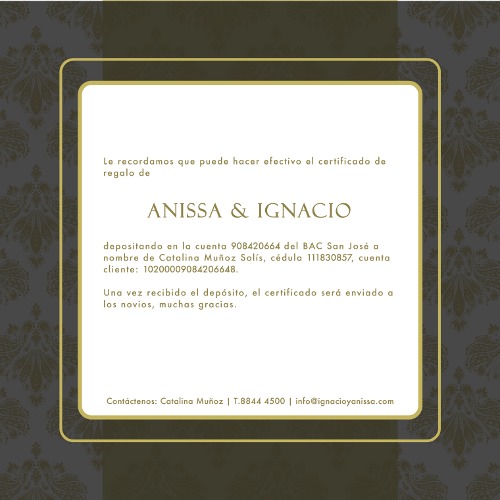 Le recordamos que puede hacer efectivo el certificado de
regalo de
ANISSA & IGNACIO
depositando en la cuenta 908420664 del BAC San José a
nombre de Catalina Muñoz Solís, cédula 111830857, cuenta
cliente: 10200009084206648.
Una vez recibido el depósito, el certificado será enviado a
los novios, muchas gracias.
Contáctenos: Catalina Muñoz | T.8844 4500 | info@ignacioyanissa.com